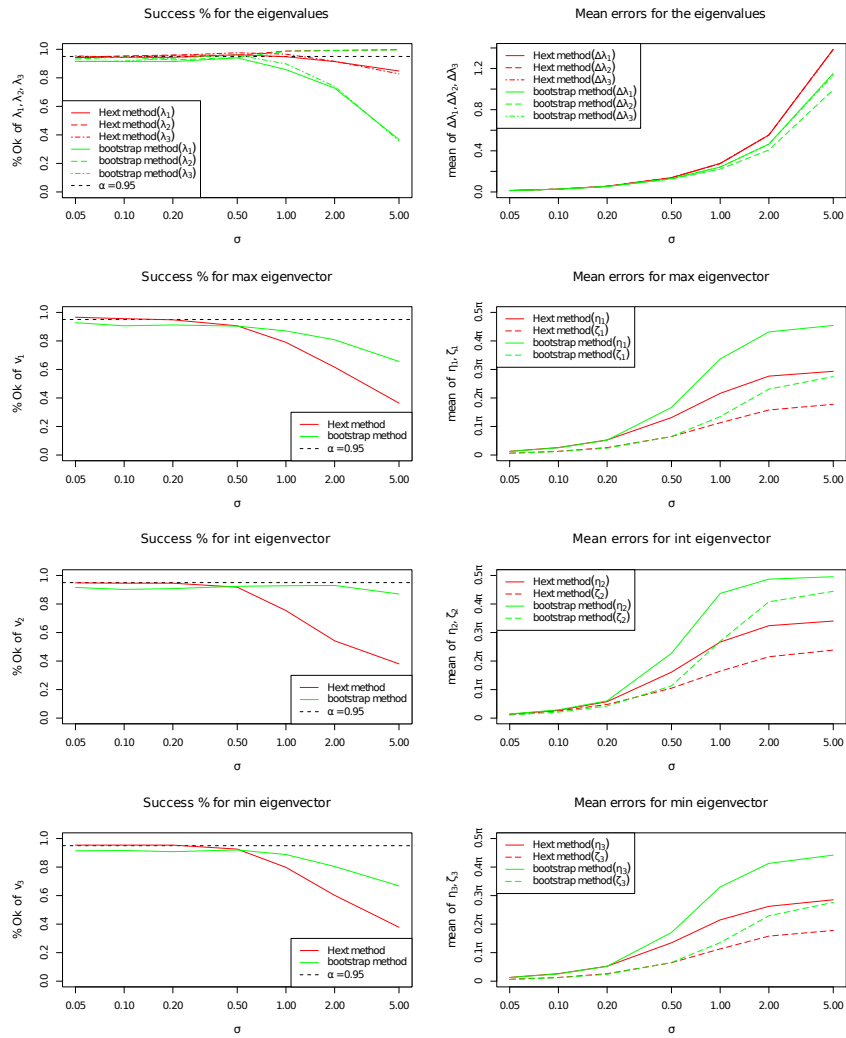 Success % for the eigenvalues
% Ok of λ₁, λ₂, λ₃
1.0
0.8
0.6
0.4
0.2
0.0
Hext method(λ₁)
Hext method(λ₂)
Hext method(λ₃)
bootstrap method(λ₁)
bootstrap method(λ₂)
bootstrap method(λ₃)
α = 0.95
0.05 0.10 0.20 0.50 1.00 2.00 5.00
σ
Mean errors for the eigenvalues
mean of Δλ₁, Δλ₂, Δλ₃
1.2
0.8
0.4
0.0
Hext method(Δλ₁)
Hext method(Δλ₂)
Hext method(Δλ₃)
bootstrap method(Δλ₁)
bootstrap method(Δλ₂)
bootstrap method(Δλ₃)
0.05 0.10 0.20 0.50 1.00 2.00 5.00
σ
Success % for max eigenvector
% Ok of v₁
1.0
0.8
0.6
0.4
0.2
0.0
Hext method
bootstrap method
α = 0.95
0.05 0.10 0.20 0.50 1.00 2.00 5.00
σ
Mean errors for max eigenvector
mean of η₁, ζ₁
0.5π
0.4π
0.3π
0.2π
0.1π
0
Hext method(η₁)
Hext method(ζ₁)
bootstrap method(η₁)
bootstrap method(ζ₁)
0.05 0.10 0.20 0.50 1.00 2.00 5.00
σ
Success % for int eigenvector
% Ok of v₂
1.0
0.8
0.6
0.4
0.2
0.0
Hext method
bootstrap method
α = 0.95
0.05 0.10 0.20 0.50 1.00 2.00 5.00
σ
Mean errors for int eigenvector
mean of η₂, ζ₂
0.5π
0.4π
0.3π
0.2π
0.1π
0
Hext method(η₂)
Hext method(ζ₂)
bootstrap method(η₂)
bootstrap method(ζ₂)
0.05 0.10 0.20 0.50 1.00 2.00 5.00
σ
Success % for min eigenvector
% Ok of v₃
1.0
0.8
0.6
0.4
0.2
0.0
Hext method
bootstrap method
α = 0.95
0.05 0.10 0.20 0.50 1.00 2.00 5.00
σ
Mean errors for min eigenvector
mean of η₃, ζ₃
0.5π
0.4π
0.3π
0.2π
0.1π
0
Hext method(η₃)
Hext method(ζ₃)
bootstrap method(η₃)
bootstrap method(ζ₃)
0.05 0.10 0.20 0.50 1.00 2.00 5.00
σ